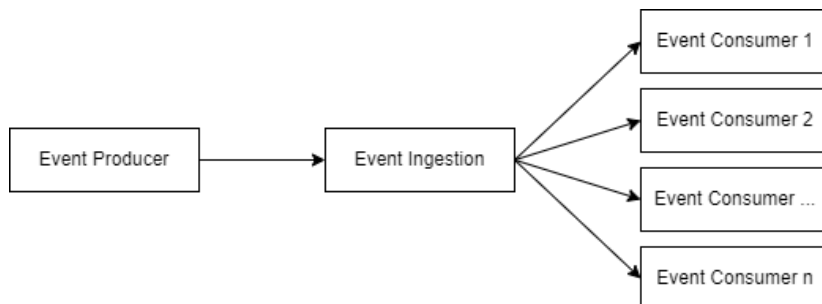 Event Producer
Event Ingestion
Event Consumer 1
Event Consumer 2
Event Consumer ...
Event Consumer n